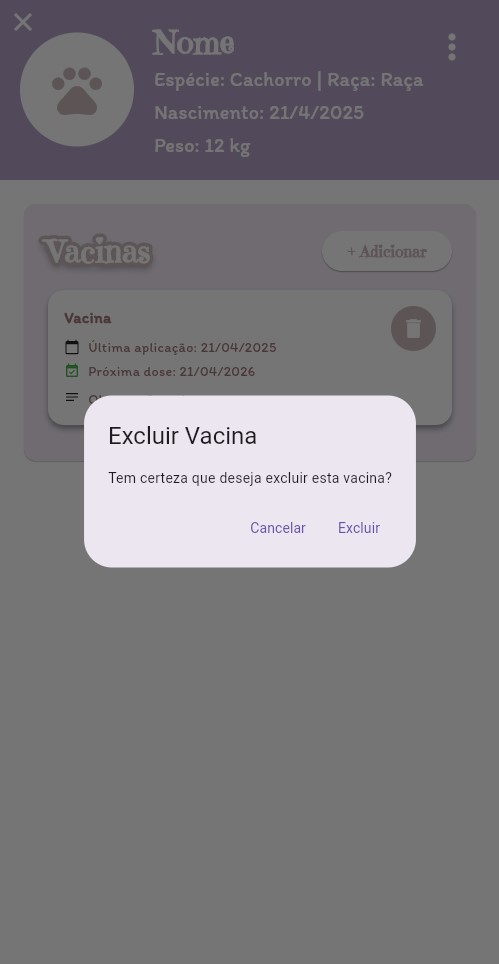 Nome
Espécie: Cachorro | Raça: Raça
Nascimento: 21/4/2025
Peso: 12 kg
Vacinas
+ Adicionar
Vacina
Última aplicação: 21/04/2025
Próxima dose: 21/04/2026
Excluir Vacina
Tem certeza que deseja excluir esta vacina?
Cancelar
Excluir